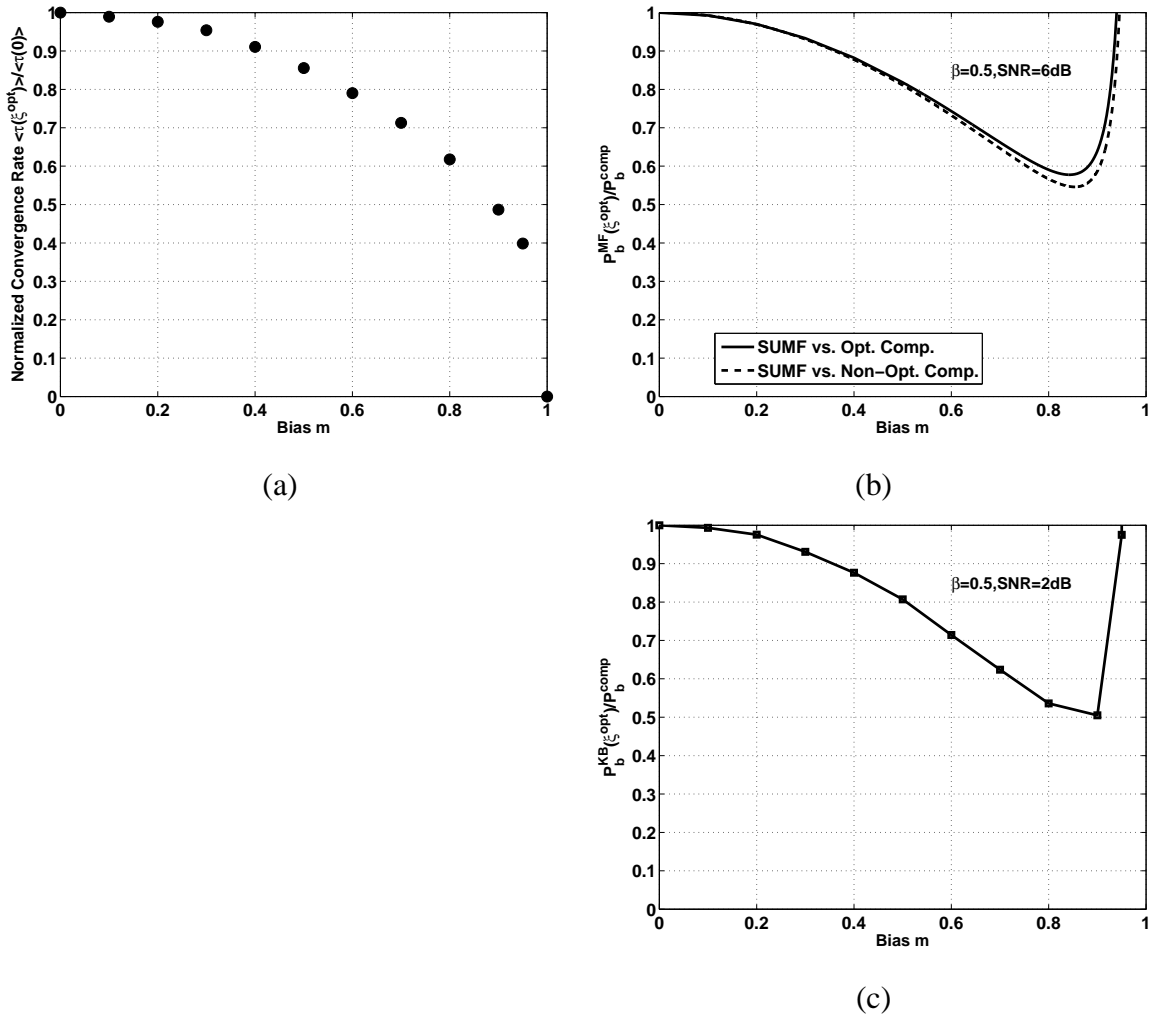 Normalized Convergence Rate <τ(ξ^opt)>/<τ(0)>
1
0.9
0.8
0.7
0.6
0.5
0.4
0.3
0.2
0.1
0
0 0.2 0.4 0.6 0.8 1
Bias m
(a)
P_b^MF(ξ^opt)/P_b^comp
1
0.9
0.8
0.7
0.6
0.5
0.4
0.3
0.2
0.1
0
β=0.5,SNR=6dB
SUMF vs. Opt. Comp.
SUMF vs. Non−Opt. Comp.
0 0.2 0.4 0.6 0.8 1
Bias m
(b)
P_b^KB(ξ^opt)/P_b^comp
1
0.9
0.8
0.7
0.6
0.5
0.4
0.3
0.2
0.1
0
β=0.5,SNR=2dB
0 0.2 0.4 0.6 0.8 1
Bias m
(c)